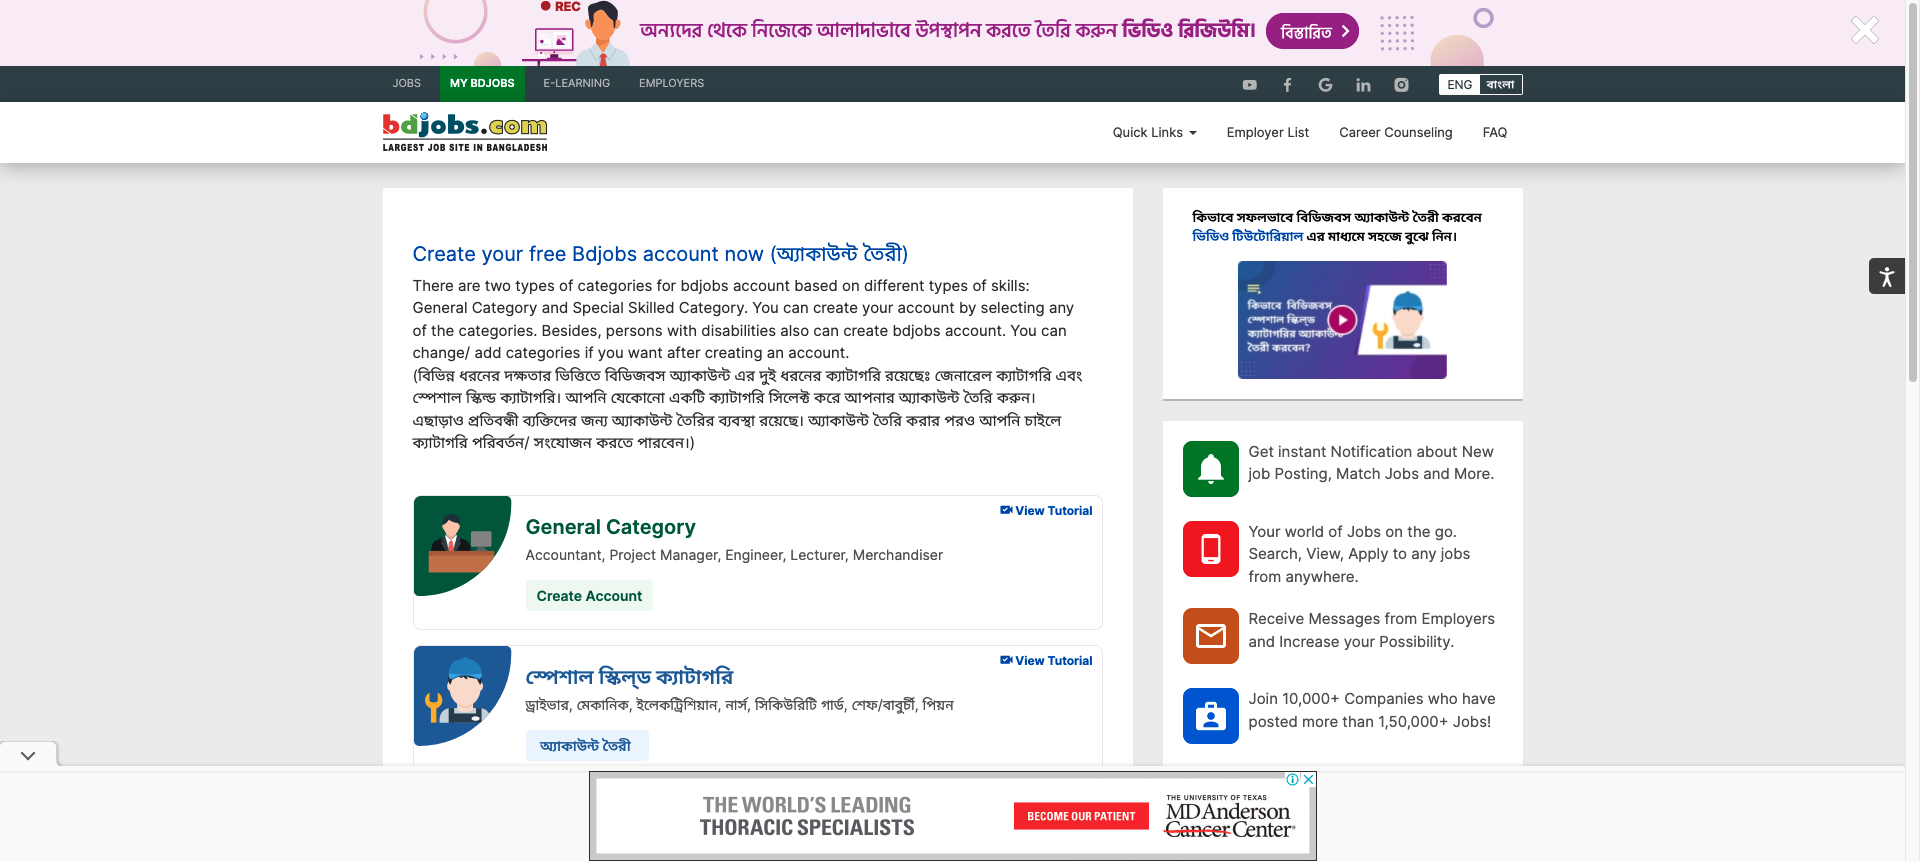 REC
অন্যদের থেকে নিজেকে আলাদাভাবে উপস্থাপন করতে তৈরি করুন ভিডিও রিজিউমি।
বিস্তারিত
JOBS
MY BDJOBS
E-LEARNING
EMPLOYERS
ENG
বাংলা
bdjobs.com
LARGEST JOB SITE IN BANGLADESH
Quick Links
Employer List
Career Counseling
FAQ
Create your free Bdjobs account now (অ্যাকাউন্ট তৈরী)
There are two types of categories for bdjobs account based on different types of skills:
General Category and Special Skilled Category. You can create your account by selecting any
of the categories. Besides, persons with disabilities also can create bdjobs account. You can
change/ add categories if you want after creating an account.
(বিভিন্ন ধরনের দক্ষতার ভিত্তিতে বিডিজবস অ্যাকাউন্ট এর দুই ধরনের ক্যাটাগরি রয়েছেঃ জেনারেল ক্যাটাগরি এবং
স্পেশাল স্কিল্ড ক্যাটাগরি। আপনি যেকোনো একটি ক্যাটাগরি সিলেক্ট করে আপনার অ্যাকাউন্ট তৈরি করুন।
এছাড়াও প্রতিবন্ধী ব্যক্তিদের জন্য অ্যাকাউন্ট তৈরির ব্যবস্থা রয়েছে। অ্যাকাউন্ট তৈরি করার পরও আপনি চাইলে
ক্যাটাগরি পরিবর্তন/ সংযোজন করতে পারবেন।)
View Tutorial
General Category
Accountant, Project Manager, Engineer, Lecturer, Merchandiser
Create Account
View Tutorial
স্পেশাল স্কিল্‌ড ক্যাটাগরি
ড্রাইভার, মেকানিক, ইলেকট্রিশিয়ান, নার্স, সিকিউরিটি গার্ড, শেফ/বাবুর্চী, পিয়ন
অ্যাকাউন্ট তৈরী
কিভাবে সফলভাবে বিডিজবস অ্যাকাউন্ট তৈরী করবেন
ভিডিও টিউটোরিয়াল এর মাধ্যমে সহজে বুঝে নিন।
কিভাবে বিডিজবস
স্পেশাল স্কিল্‌ড
ক্যাটাগরির অ্যাকাউন্ট
তৈরী করবেন?
Get instant Notification about New
job Posting, Match Jobs and More.
Your world of Jobs on the go.
Search, View, Apply to any jobs
from anywhere.
Receive Messages from Employers
and Increase your Possibility.
Join 10,000+ Companies who have
posted more than 1,50,000+ Jobs!
THE WORLD'S LEADING
THORACIC SPECIALISTS
BECOME OUR PATIENT
THE UNIVERSITY OF TEXAS
MD Anderson
Cancer Center